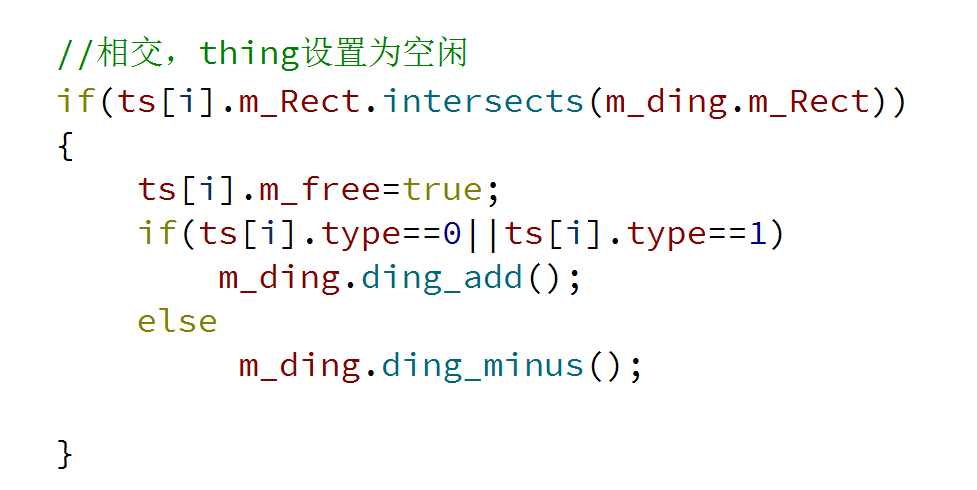 //相交，thing设置为空闲
if(ts[i].m_Rect.intersects(m_ding.m_Rect))
{
    ts[i].m_free=true;
    if(ts[i].type==0||ts[i].type==1)
        m_ding.ding_add();
    else
         m_ding.ding_minus();
}